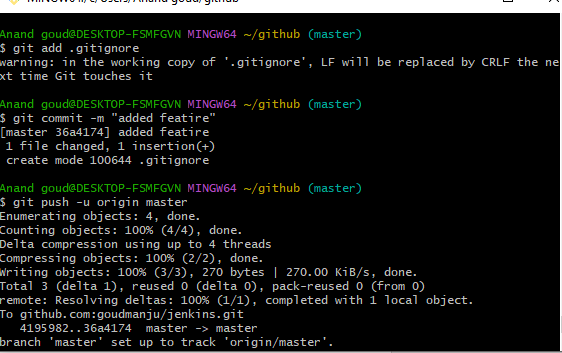 MINGW64:/c/Users/Anand goud/github
Anand goud@DESKTOP-FSMFGVN MINGW64 ~/github (master)
$ git add .gitignore
warning: in the working copy of '.gitignore', LF will be replaced by CRLF the ne
xt time Git touches it
Anand goud@DESKTOP-FSMFGVN MINGW64 ~/github (master)
$ git commit -m "added featire"
[master 36a4174] added featire
 1 file changed, 1 insertion(+)
 create mode 100644 .gitignore
Anand goud@DESKTOP-FSMFGVN MINGW64 ~/github (master)
$ git push -u origin master
Enumerating objects: 4, done.
Counting objects: 100% (4/4), done.
Delta compression using up to 4 threads
Compressing objects: 100% (2/2), done.
Writing objects: 100% (3/3), 270 bytes | 270.00 KiB/s, done.
Total 3 (delta 1), reused 0 (delta 0), pack-reused 0 (from 0)
remote: Resolving deltas: 100% (1/1), completed with 1 local object.
To github.com:goudmanju/jenkins.git
   4195982..36a4174  master -> master
branch 'master' set up to track 'origin/master'.